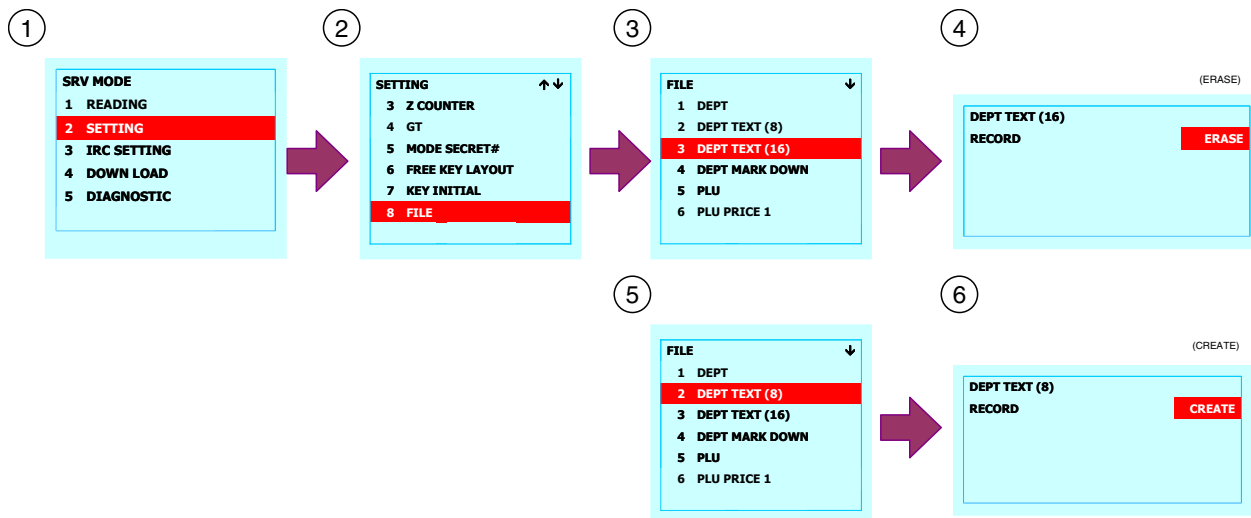 1
SRV MODE
1 READING
2 SETTING
3 IRC SETTING
4 DOWN LOAD
5 DIAGNOSTIC
2
SETTING ↑↓
3 Z COUNTER
4 GT
5 MODE SECRET#
6 FREE KEY LAYOUT
7 KEY INITIAL
8 FILE
3
FILE ↓
1 DEPT
2 DEPT TEXT (8)
3 DEPT TEXT (16)
4 DEPT MARK DOWN
5 PLU
6 PLU PRICE 1
4
(ERASE)
DEPT TEXT (16)
RECORD ERASE
5
FILE ↓
1 DEPT
2 DEPT TEXT (8)
3 DEPT TEXT (16)
4 DEPT MARK DOWN
5 PLU
6 PLU PRICE 1
6
(CREATE)
DEPT TEXT (8)
RECORD CREATE